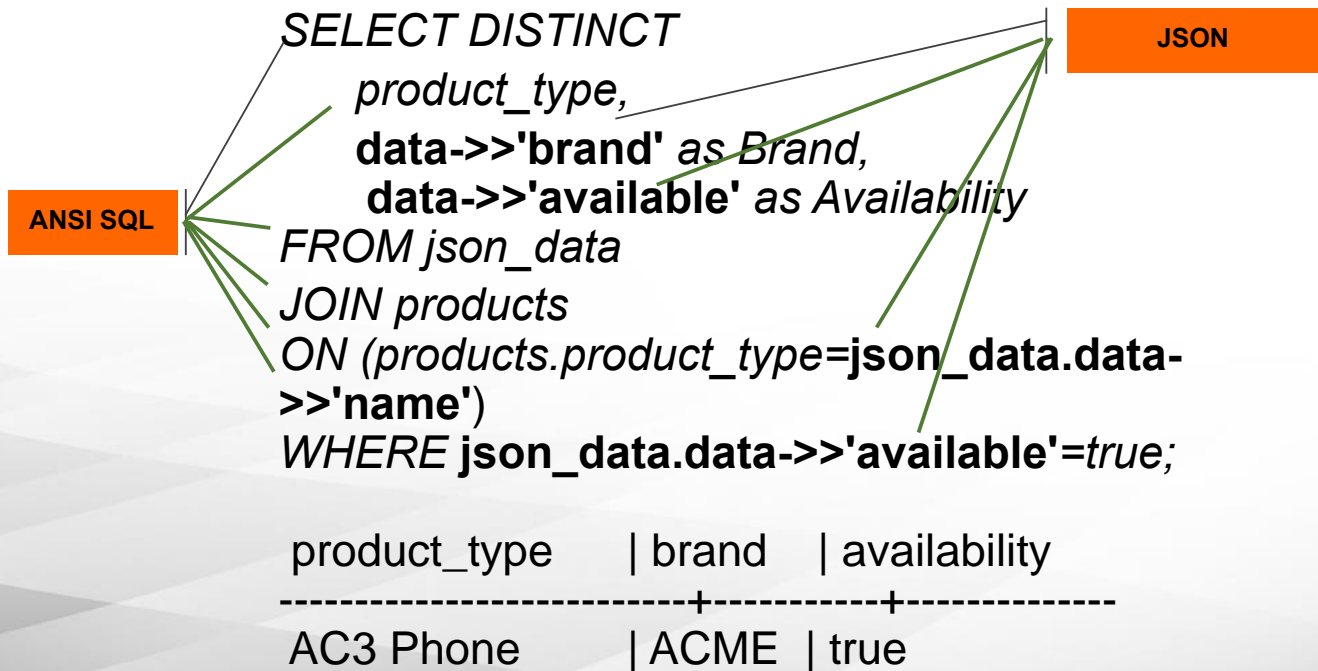 SELECT DISTINCT
JSON
product_type,
data->>'brand' as Brand,
data->>'available' as Availability
ANSI SQL
FROM json_data
JOIN products
ON (products.product_type=json_data.data-
>>'name')
WHERE json_data.data->>'available'=true;
product_type | brand | availability
---------------------------+-----------+--------------
AC3 Phone | ACME | true